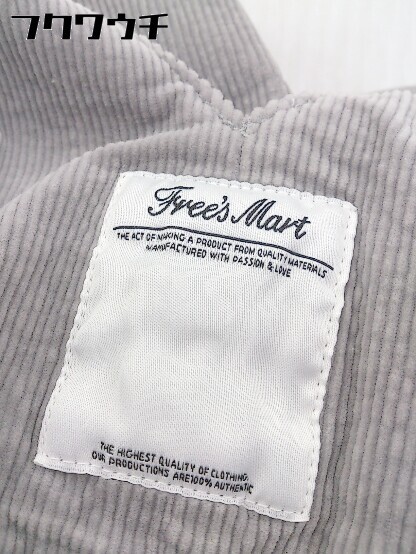 フクワウチ
Free's Mart
THE ACT OF MAKING A PRODUCT FROM QUALITY MATERIALS
MANUFACTURED WITH PASSION & LOVE
THE HIGHEST QUALITY OF CLOTHING.
OUR PRODUCTIONS ARE100% AUTHENTIC